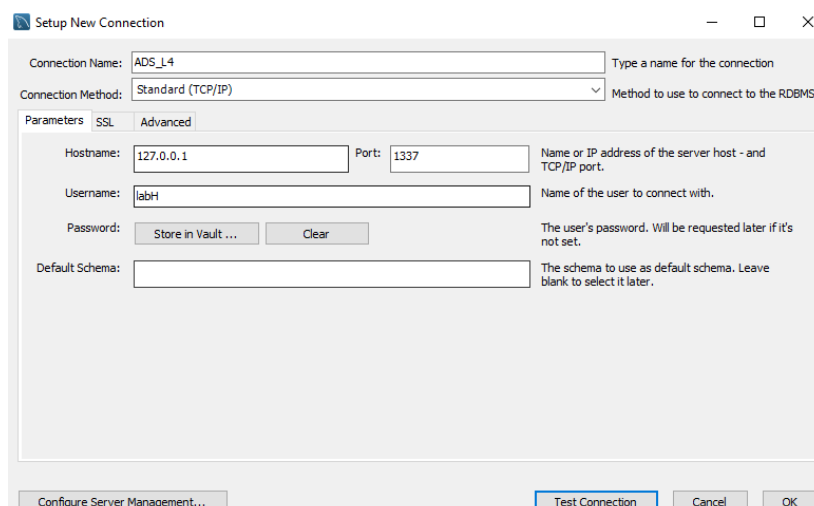 Setup New Connection
Connection Name: ADS_L4 Type a name for the connection
Connection Method: Standard (TCP/IP) Method to use to connect to the RDBMS
Parameters SSL Advanced
Hostname: 127.0.0.1 Port: 1337 Name or IP address of the server host - and
TCP/IP port.
Username: labH Name of the user to connect with.
Password: Store in Vault ... Clear The user's password. Will be requested later if it's
not set.
Default Schema: The schema to use as default schema. Leave
blank to select it later.
Configure Server Management... Test Connection Cancel OK